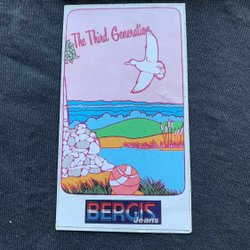 The Third Generation
BERGIS
Jeans